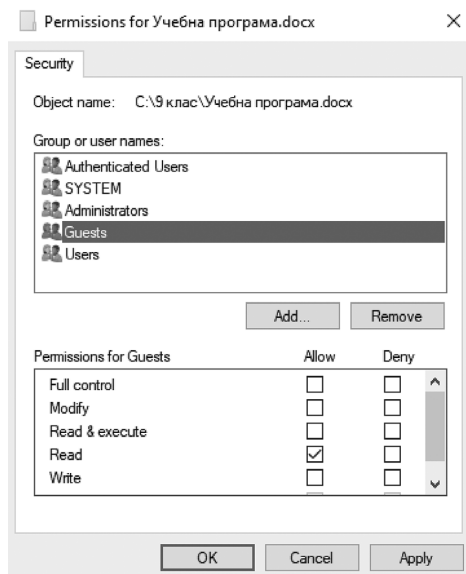 Permissions for Учебна програма.docx
Security
Object name: C:\9 клас\Учебна програма.docx
Group or user names:
Authenticated Users
SYSTEM
Administrators
Guests
Users
Add... Remove
Permissions for Guests Allow Deny
Full control
Modify
Read & execute
Read
Write
OK Cancel Apply